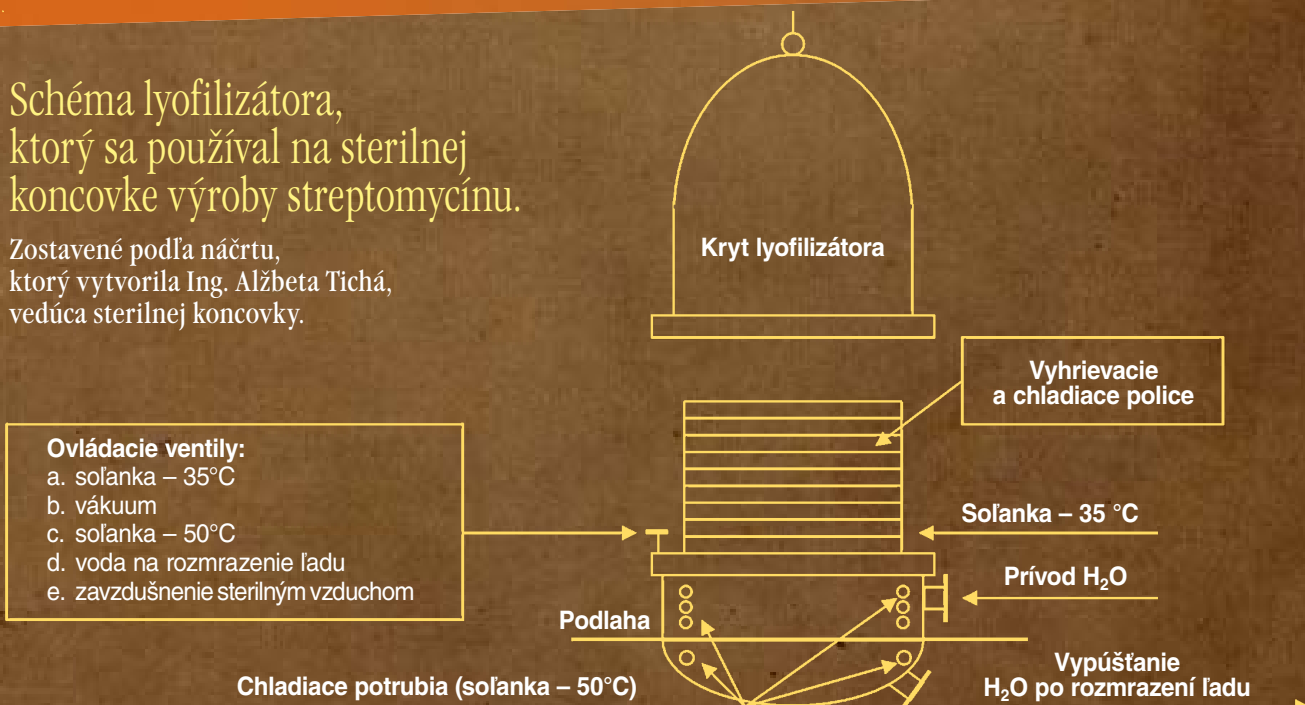 Schéma lyofilizátora,
ktorý sa používal na sterilnej
koncovke výroby streptomycínu.
Zostavené podľa náčrtu,
ktorý vytvorila Ing. Alžbeta Tichá,
vedúca sterilnej koncovky.
Kryt lyofilizátora
Vyhrievacie
a chladiace police
Ovládacie ventily:
a. soľanka – 35°C
b. vákuum
c. soľanka – 50°C
d. voda na rozmrazenie ľadu
e. zavzdušnenie sterilným vzduchom
Soľanka – 35 °C
Prívod H₂O
Podlaha
Chladiace potrubia (soľanka – 50°C)
Vypúšťanie
H₂O po rozmrazení ľadu